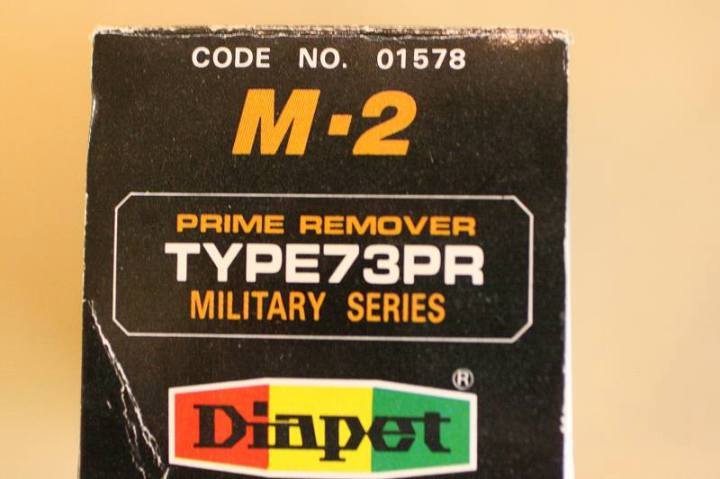 CODE NO. 01578
M-2
PRIME REMOVER
TYPE73PR
MILITARY SERIES
®
Diapet